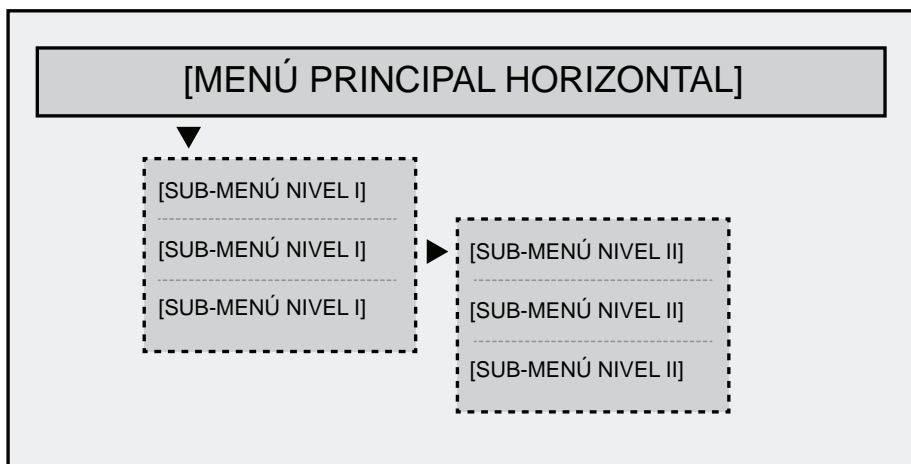 [MENÚ PRINCIPAL HORIZONTAL]
[SUB-MENÚ NIVEL I]
[SUB-MENÚ NIVEL I]
[SUB-MENÚ NIVEL I]
[SUB-MENÚ NIVEL II]
[SUB-MENÚ NIVEL II]
[SUB-MENÚ NIVEL II]